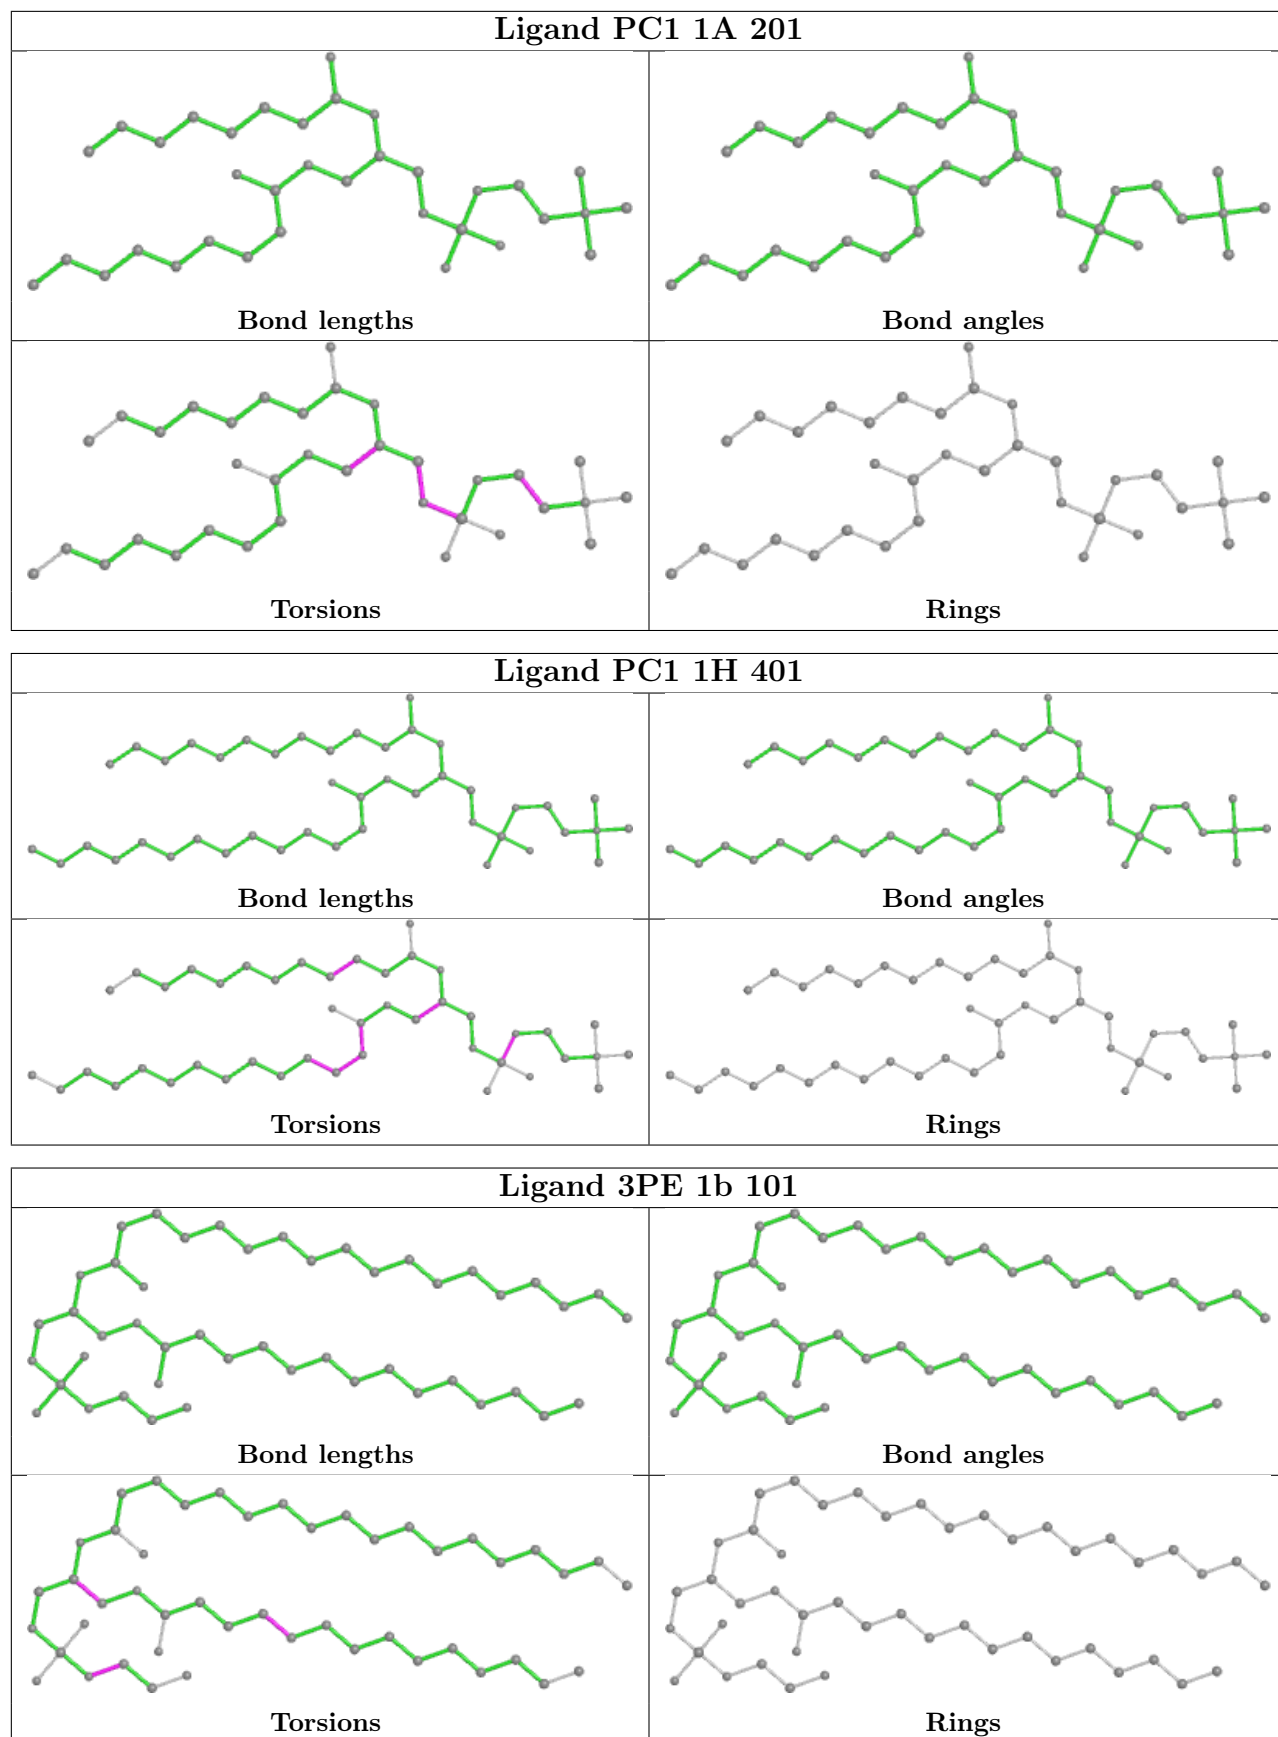 Ligand PC1 1A 201
Bond lengths
Bond angles
Torsions
Rings
Ligand PC1 1H 401
Bond lengths
Bond angles
Torsions
Rings
Ligand 3PE 1b 101
Bond lengths
Bond angles
Torsions
Rings